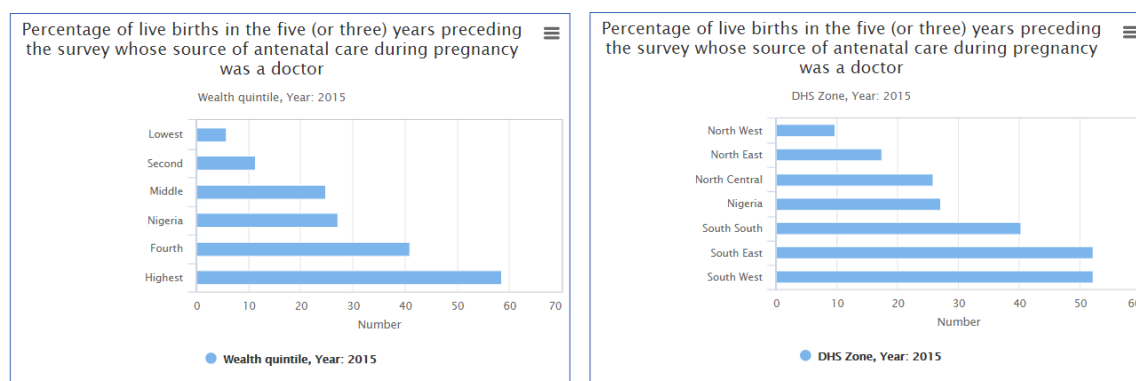 Percentage of live births in the five (or three) years preceding
the survey whose source of antenatal care during pregnancy
was a doctor
Wealth quintile, Year: 2015
Lowest
Second
Middle
Nigeria
Fourth
Highest
0 10 20 30 40 50 60 70
Number
Wealth quintile, Year: 2015
Percentage of live births in the five (or three) years preceding
the survey whose source of antenatal care during pregnancy
was a doctor
DHS Zone, Year: 2015
North West
North East
North Central
Nigeria
South South
South East
South West
0 10 20 30 40 50
Number
DHS Zone, Year: 2015